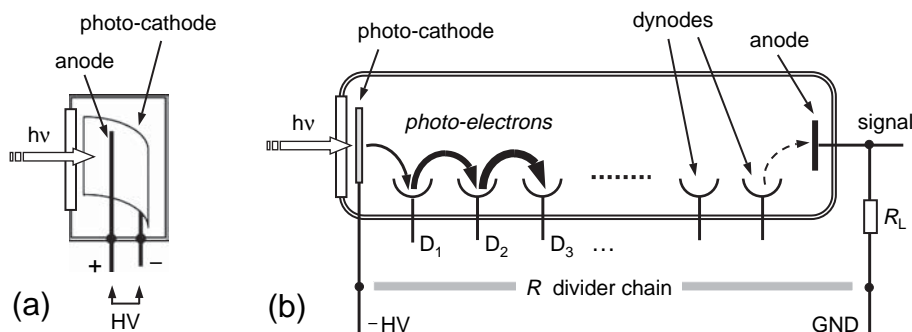 photo-cathode
anode
hν
+ −
HV
(a)
photo-cathode
dynodes
anode
hν
photo-electrons
signal
R_L
D₁ D₂ D₃ ...
R divider chain
−HV
GND
(b)